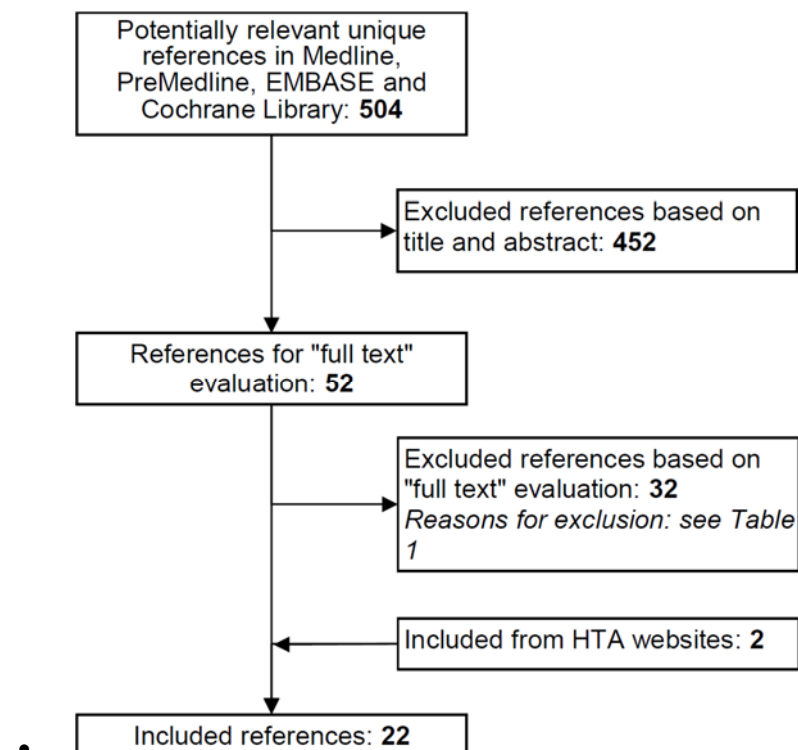 Potentially relevant unique
references in Medline,
PreMedline, EMBASE and
Cochrane Library: 504
Excluded references based on
title and abstract: 452
References for "full text"
evaluation: 52
Excluded references based on
"full text" evaluation: 32
Reasons for exclusion: see Table
1
Included from HTA websites: 2
Included references: 22